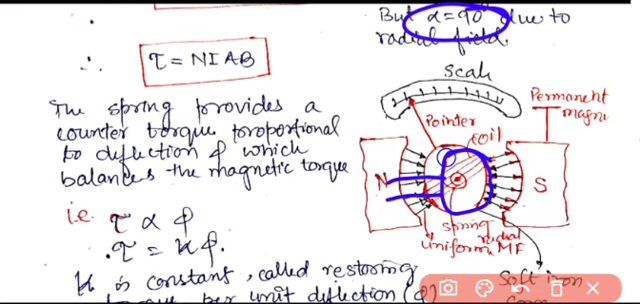 But α = 90° due to
radial field.
∴ τ = NIAB
The spring provides a
counter torque proportional
to deflection φ which
balances the magnetic torque
i.e. τ ∝ φ
τ = kφ.
k is constant, called restoring
per unit deflection (φ)
Scale
Pointer
coil
Permanent
magne
N
S
spring
uniform radial MF
Soft iron